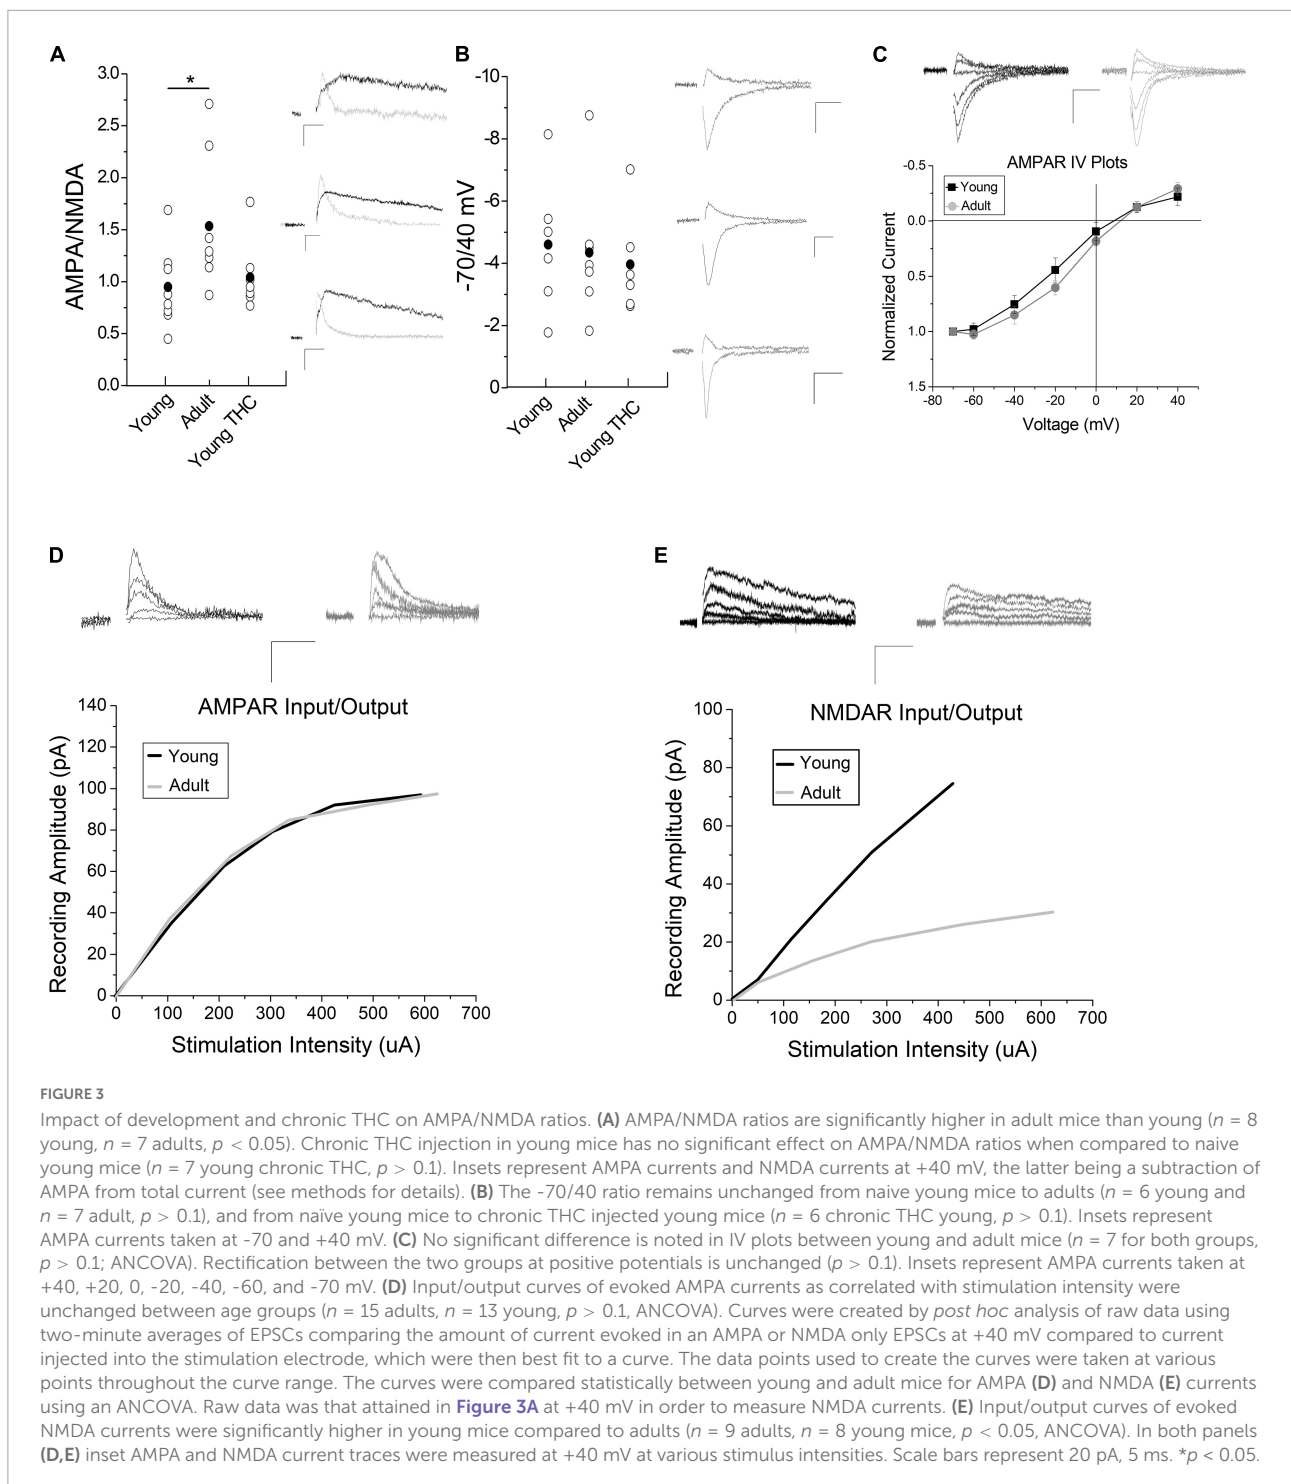 A
3.0
2.5
2.0
1.5
1.0
0.5
0.0
AMPA/NMDA
*
Young
Adult
Young THC
B
-10
-8
-6
-4
-2
0
-70/40 mV
Young
Adult
Young THC
C
AMPAR IV Plots
Young
Adult
-0.5
0.0
0.5
1.0
1.5
Normalized Current
-80 -60 -40 -20 0 20 40
Voltage (mV)
D
AMPAR Input/Output
Young
Adult
140
120
100
80
60
40
20
0
Recording Amplitude (pA)
0 100 200 300 400 500 600 700
Stimulation Intensity (uA)
E
NMDAR Input/Output
Young
Adult
100
80
60
40
20
0
Recording Amplitude (pA)
0 100 200 300 400 500 600 700
Stimulation Intensity (uA)
FIGURE 3
Impact of development and chronic THC on AMPA/NMDA ratios. (A) AMPA/NMDA ratios are significantly higher in adult mice than young (n = 8
young, n = 7 adults, p < 0.05). Chronic THC injection in young mice has no significant effect on AMPA/NMDA ratios when compared to naive
young mice (n = 7 young chronic THC, p > 0.1). Insets represent AMPA currents and NMDA currents at +40 mV, the latter being a subtraction of
AMPA from total current (see methods for details). (B) The -70/40 ratio remains unchanged from naive young mice to adults (n = 6 young and
n = 7 adult, p > 0.1), and from naïve young mice to chronic THC injected young mice (n = 6 chronic THC young, p > 0.1). Insets represent
AMPA currents taken at -70 and +40 mV. (C) No significant difference is noted in IV plots between young and adult mice (n = 7 for both groups,
p > 0.1; ANCOVA). Rectification between the two groups at positive potentials is unchanged (p > 0.1). Insets represent AMPA currents taken at
+40, +20, 0, -20, -40, -60, and -70 mV. (D) Input/output curves of evoked AMPA currents as correlated with stimulation intensity were
unchanged between age groups (n = 15 adults, n = 13 young, p > 0.1, ANCOVA). Curves were created by post hoc analysis of raw data using
two-minute averages of EPSCs comparing the amount of current evoked in an AMPA or NMDA only EPSCs at +40 mV compared to current
injected into the stimulation electrode, which were then best fit to a curve. The data points used to create the curves were taken at various
points throughout the curve range. The curves were compared statistically between young and adult mice for AMPA (D) and NMDA (E) currents
using an ANCOVA. Raw data was that attained in Figure 3A at +40 mV in order to measure NMDA currents. (E) Input/output curves of evoked
NMDA currents were significantly higher in young mice compared to adults (n = 9 adults, n = 8 young mice, p < 0.05, ANCOVA). In both panels
(D,E) inset AMPA and NMDA current traces were measured at +40 mV at various stimulus intensities. Scale bars represent 20 pA, 5 ms. *p < 0.05.